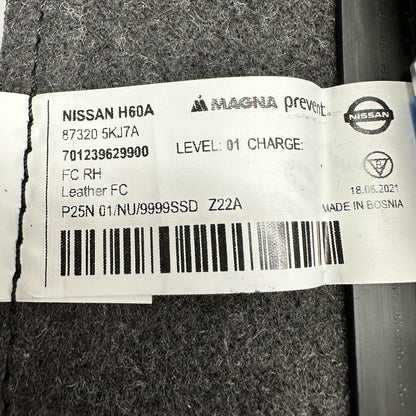 NISSAN H60A
MAGNA prevent
NISSAN
87320 5KJ7A
701239629900
LEVEL: 01 CHARGE:
FC RH
Leather FC
18.06.2021
P25N 01/NU/9999SSD Z22A
MADE IN BOSNIA